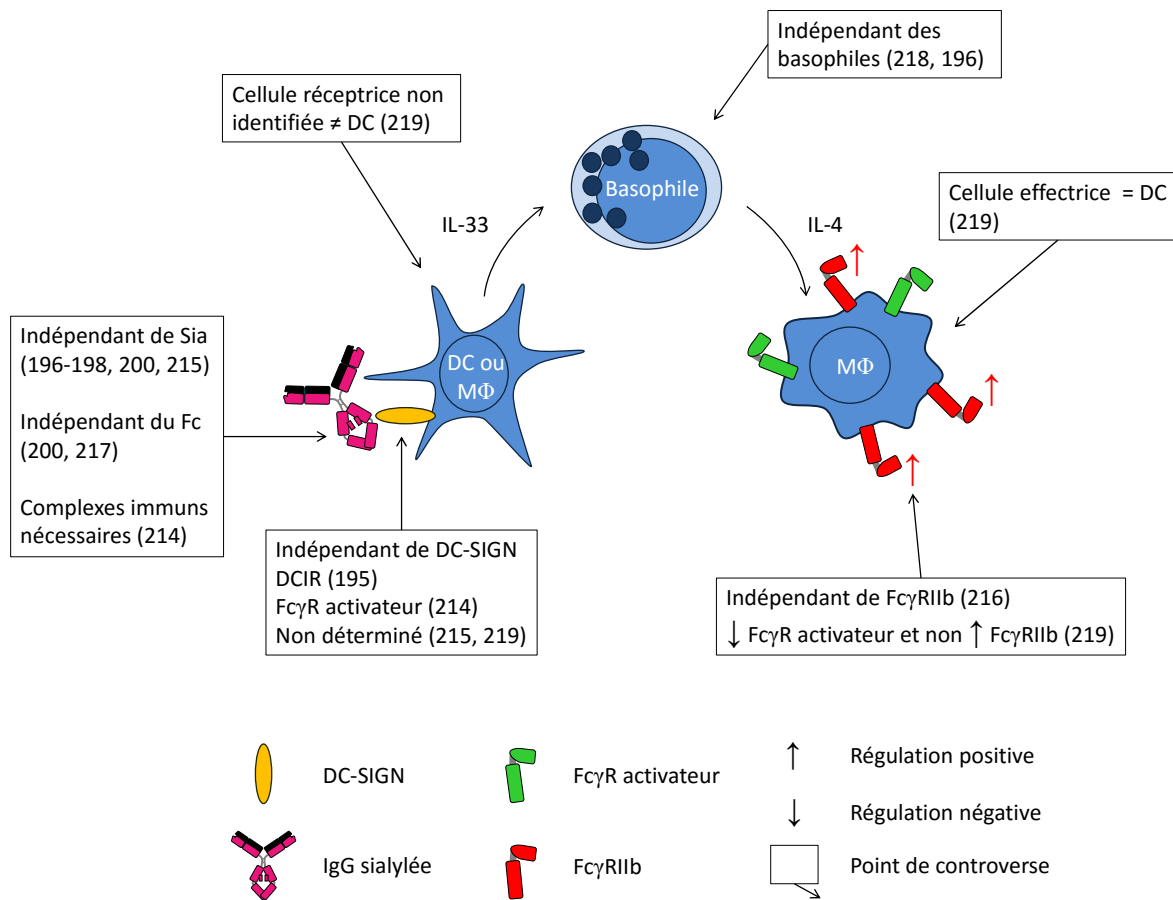 Indépendant des
basophiles (218, 196)
Cellule réceptrice non
identifiée ≠ DC (219)
Basophile
Cellule effectrice = DC
(219)
IL-33
IL-4
↑
Indépendant de Sia
(196-198, 200, 215)
Indépendant du Fc
(200, 217)
Complexes immuns
nécessaires (214)
DC ou
MΦ
MΦ
↑
↑
Indépendant de DC-SIGN
DCIR (195)
FcγR activateur (214)
Non déterminé (215, 219)
Indépendant de FcγRIIb (216)
↓ FcγR activateur et non ↑ FcγRIIb (219)
DC-SIGN
FcγR activateur
↑ Régulation positive
↓ Régulation négative
IgG sialylée
FcγRIIb
Point de controverse